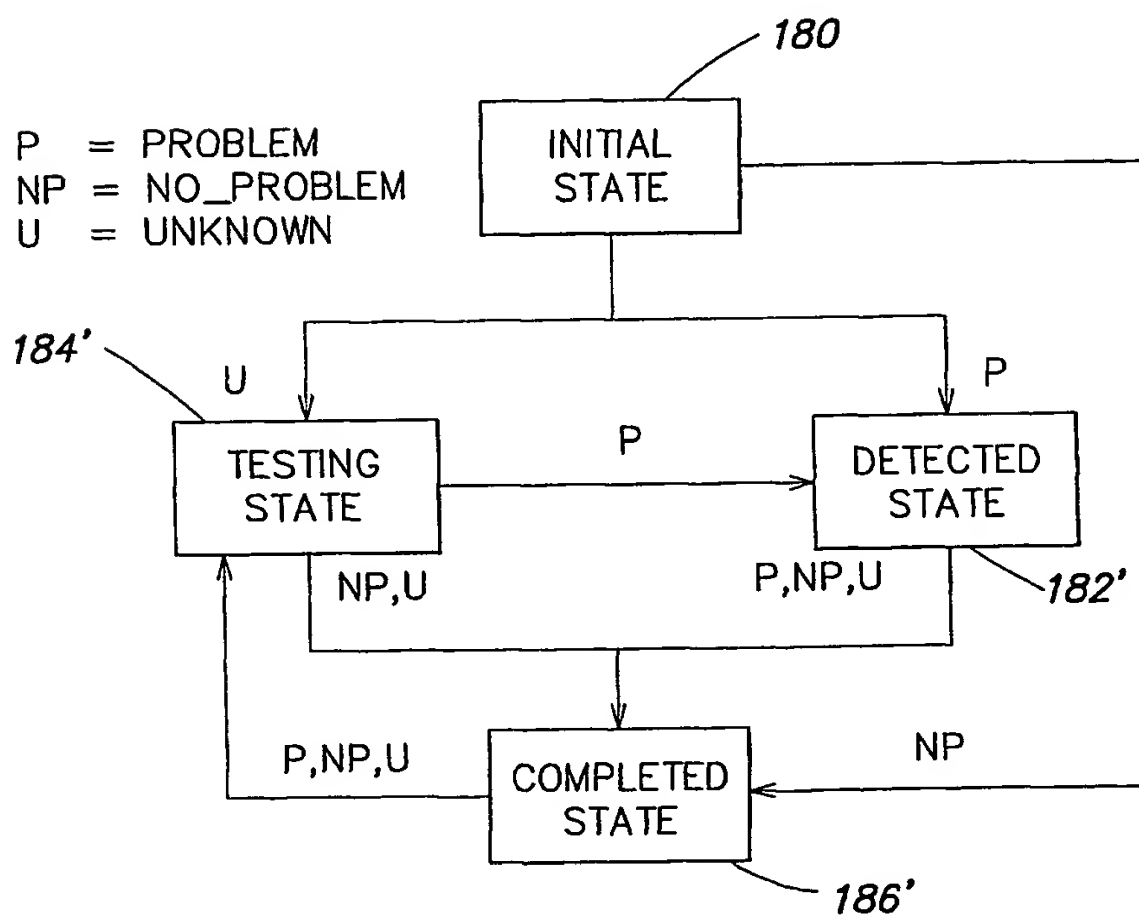 180
P = PROBLEM
NP = NO_PROBLEM
U = UNKNOWN
INITIAL
STATE
184'
U
P
TESTING
STATE
P
DETECTED
STATE
NP,U
P,NP,U
182'
P,NP,U
COMPLETED
STATE
NP
186'